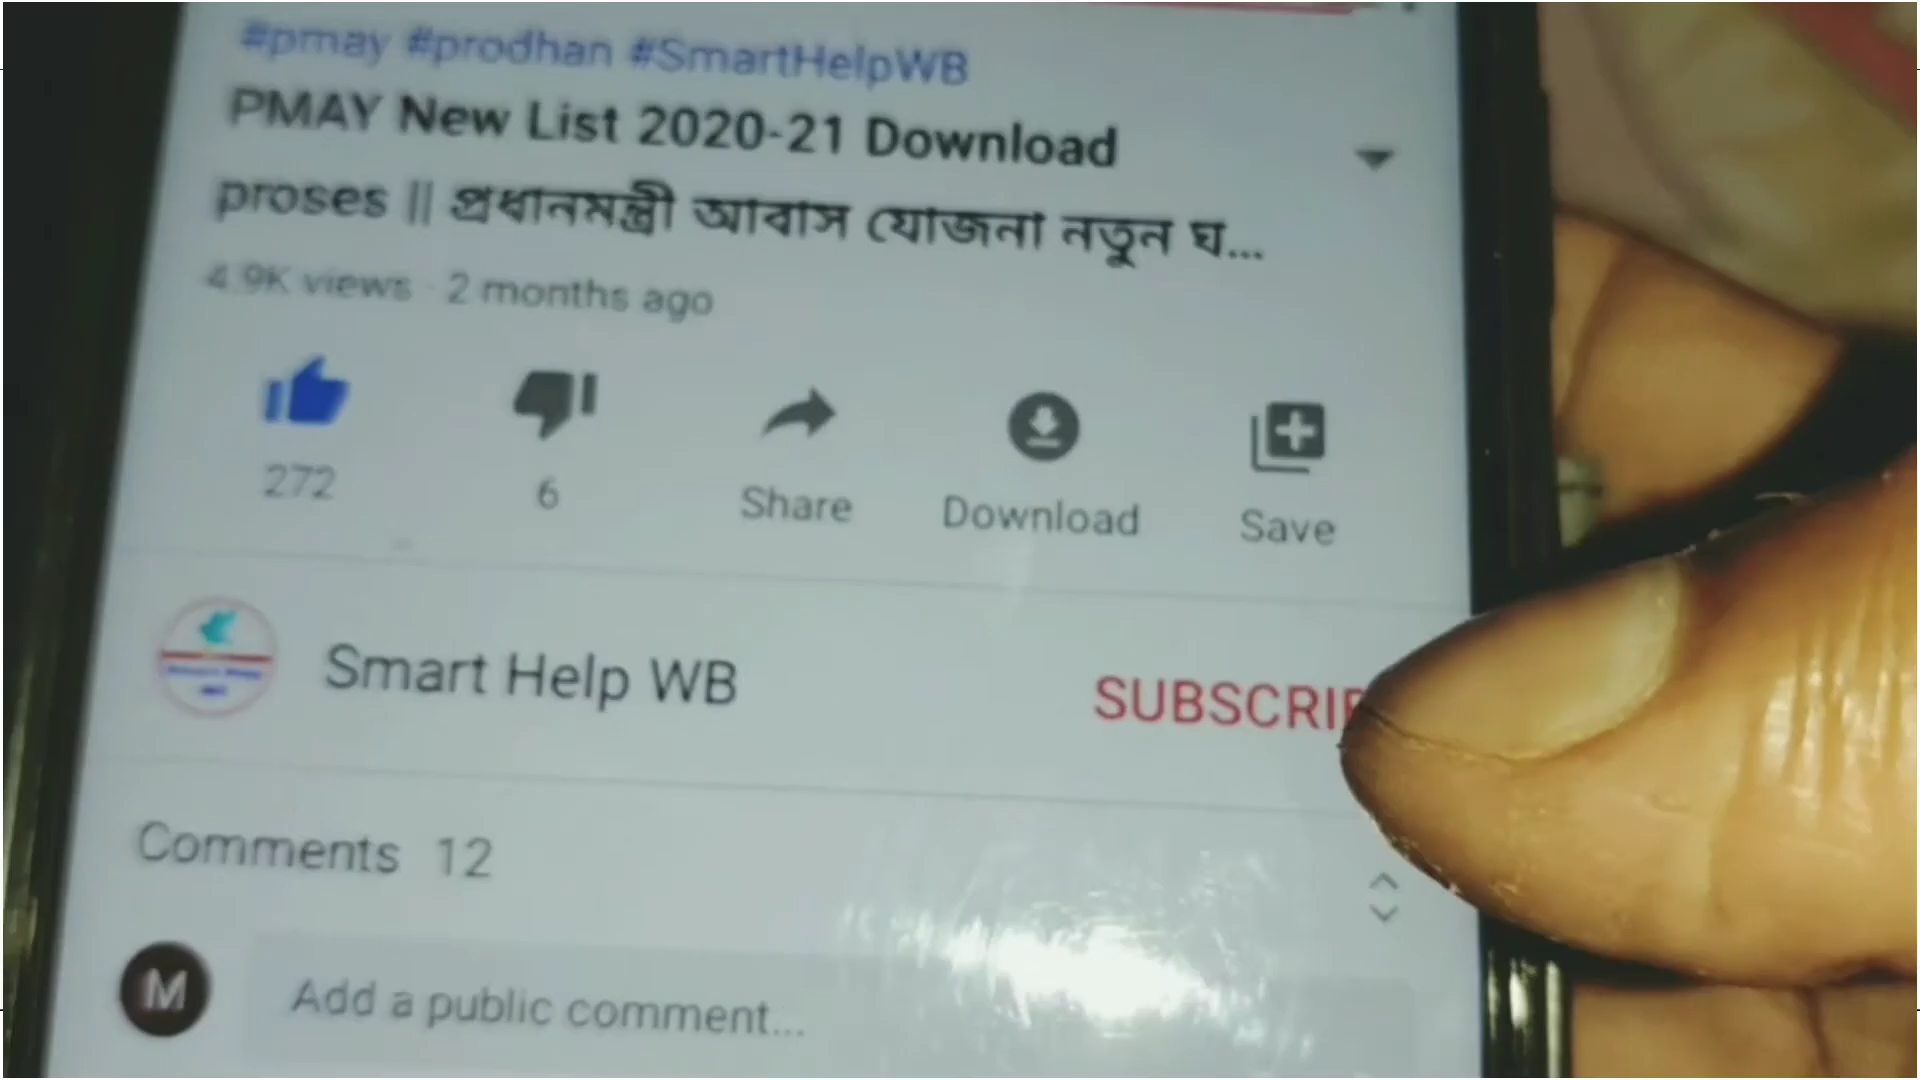 #pmay #prodhan #SmartHelpWB
PMAY New List 2020-21 Download
proses || প্রধানমন্ত্রী আবাস যোজনা নতুন ঘ...
4.9K views · 2 months ago
272 6 Share Download Save
Smart Help WB SUBSCRIB
Comments 12
M Add a public comment...